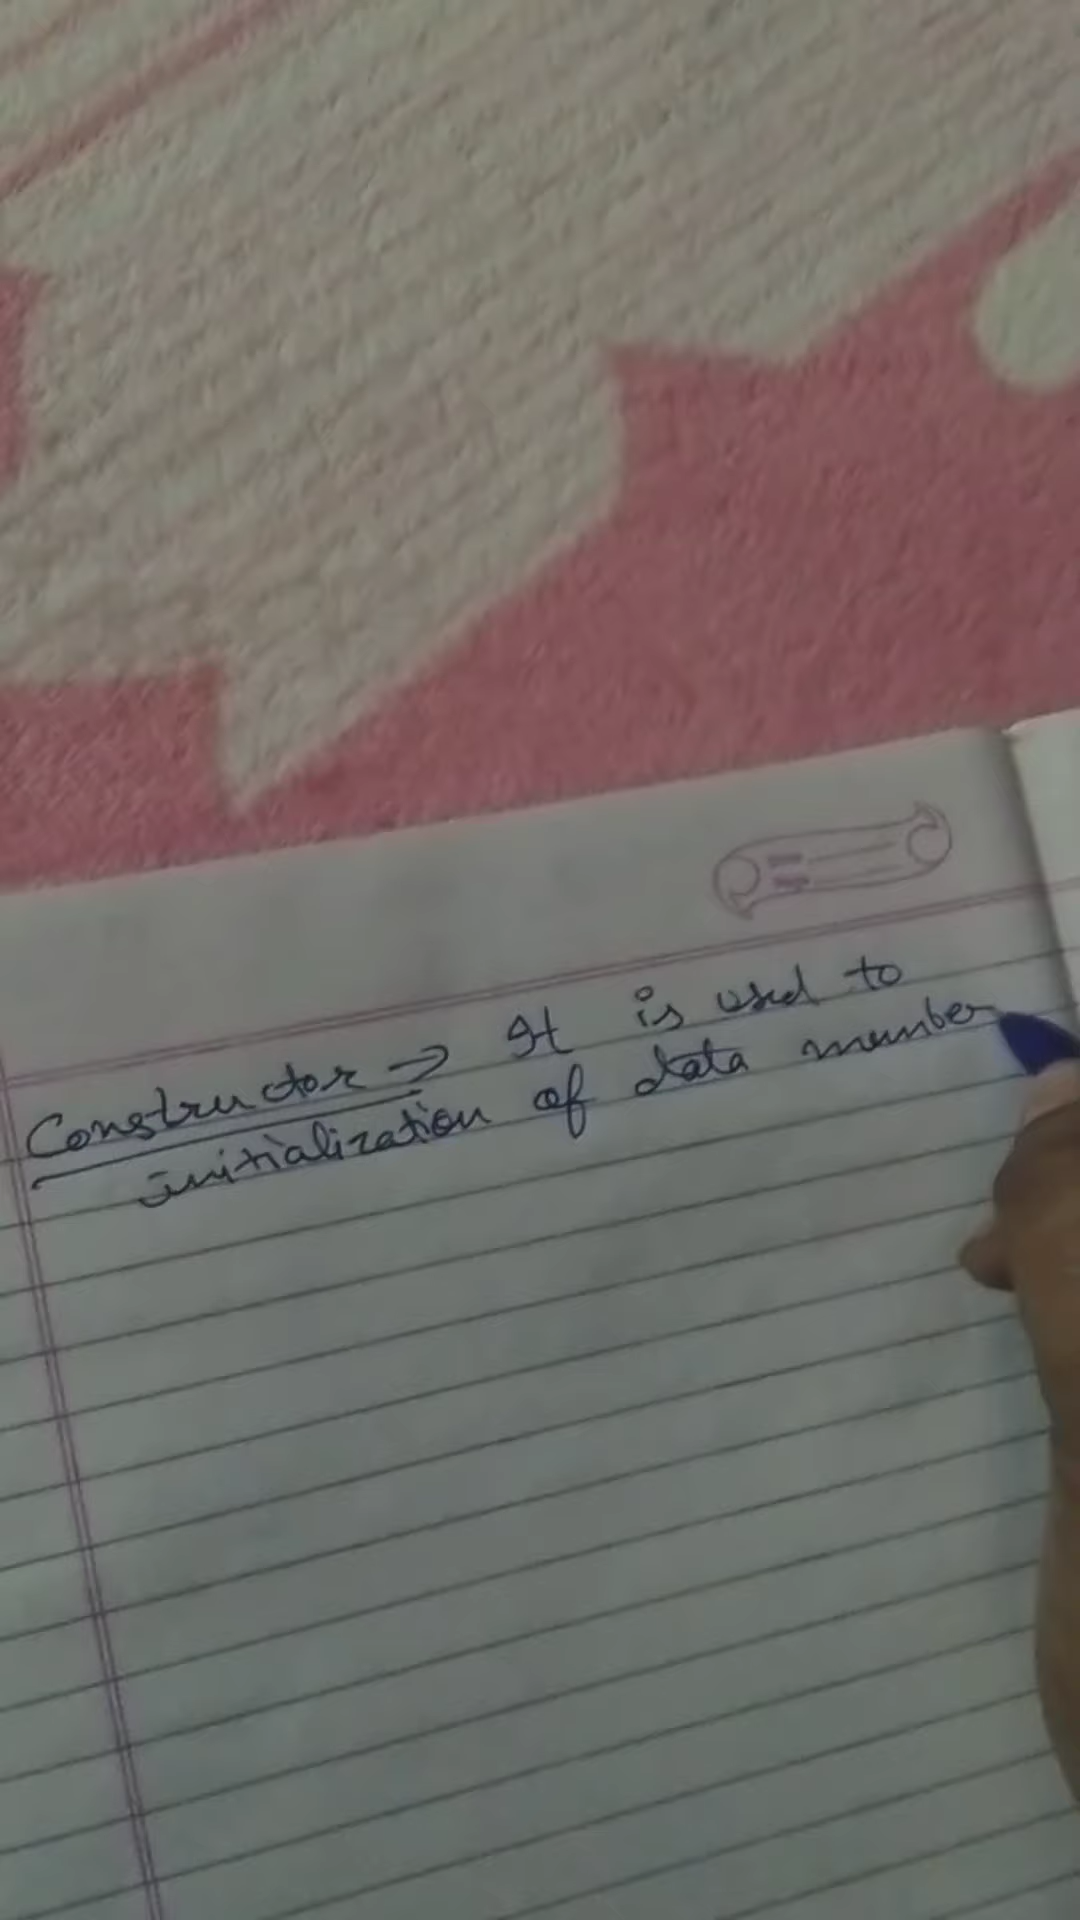 Constructor → It is used to
initialization of data member